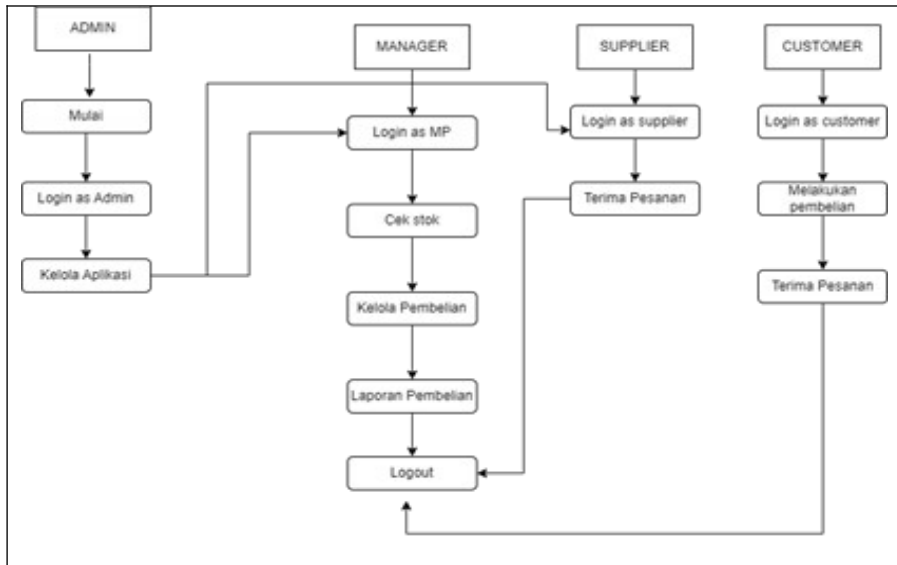 ADMIN
Mulai
Login as Admin
Kelola Aplikasi
MANAGER
Login as MP
Cek stok
Kelola Pembelian
Laporan Pembelian
Logout
SUPPLIER
Login as supplier
Terima Pesanan
CUSTOMER
Login as customer
Melakukan
pembelian
Terima Pesanan